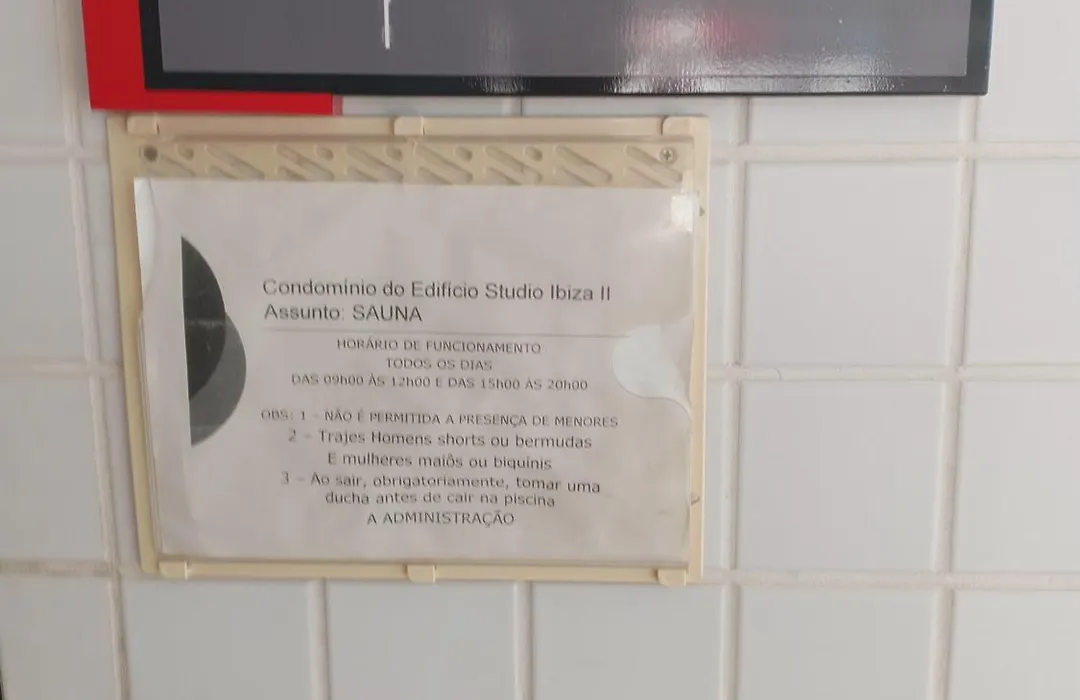 Condomínio do Edifício Studio Ibiza II
Assunto: SAUNA
HORÁRIO DE FUNCIONAMENTO
TODOS OS DIAS
DAS 09h00 ÀS 12h00 E DAS 15h00 ÀS 20h00
OBS: 1 – NÃO É PERMITIDA A PRESENÇA DE MENORES
2 – Trajes Homens shorts ou bermudas
E mulheres maiôs ou biquínis
3 – Ao sair, obrigatoriamente, tomar uma
ducha antes de cair na piscina
A ADMINISTRAÇÃO